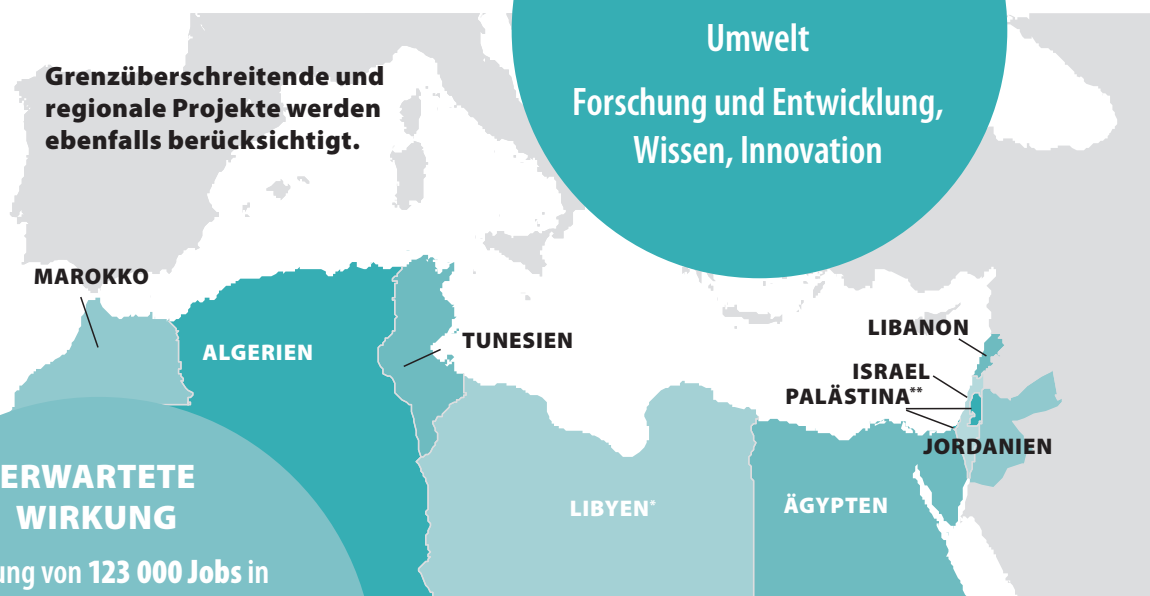 Umwelt
Forschung und Entwicklung,
Wissen, Innovation
Grenzüberschreitende und
regionale Projekte werden
ebenfalls berücksichtigt.
MAROKKO
ALGERIEN
TUNESIEN
LIBANON
ISRAEL
PALÄSTINA**
JORDANIEN
LIBYEN*
ÄGYPTEN
ERWARTETE
WIRKUNG
von 123 000 Jobs in